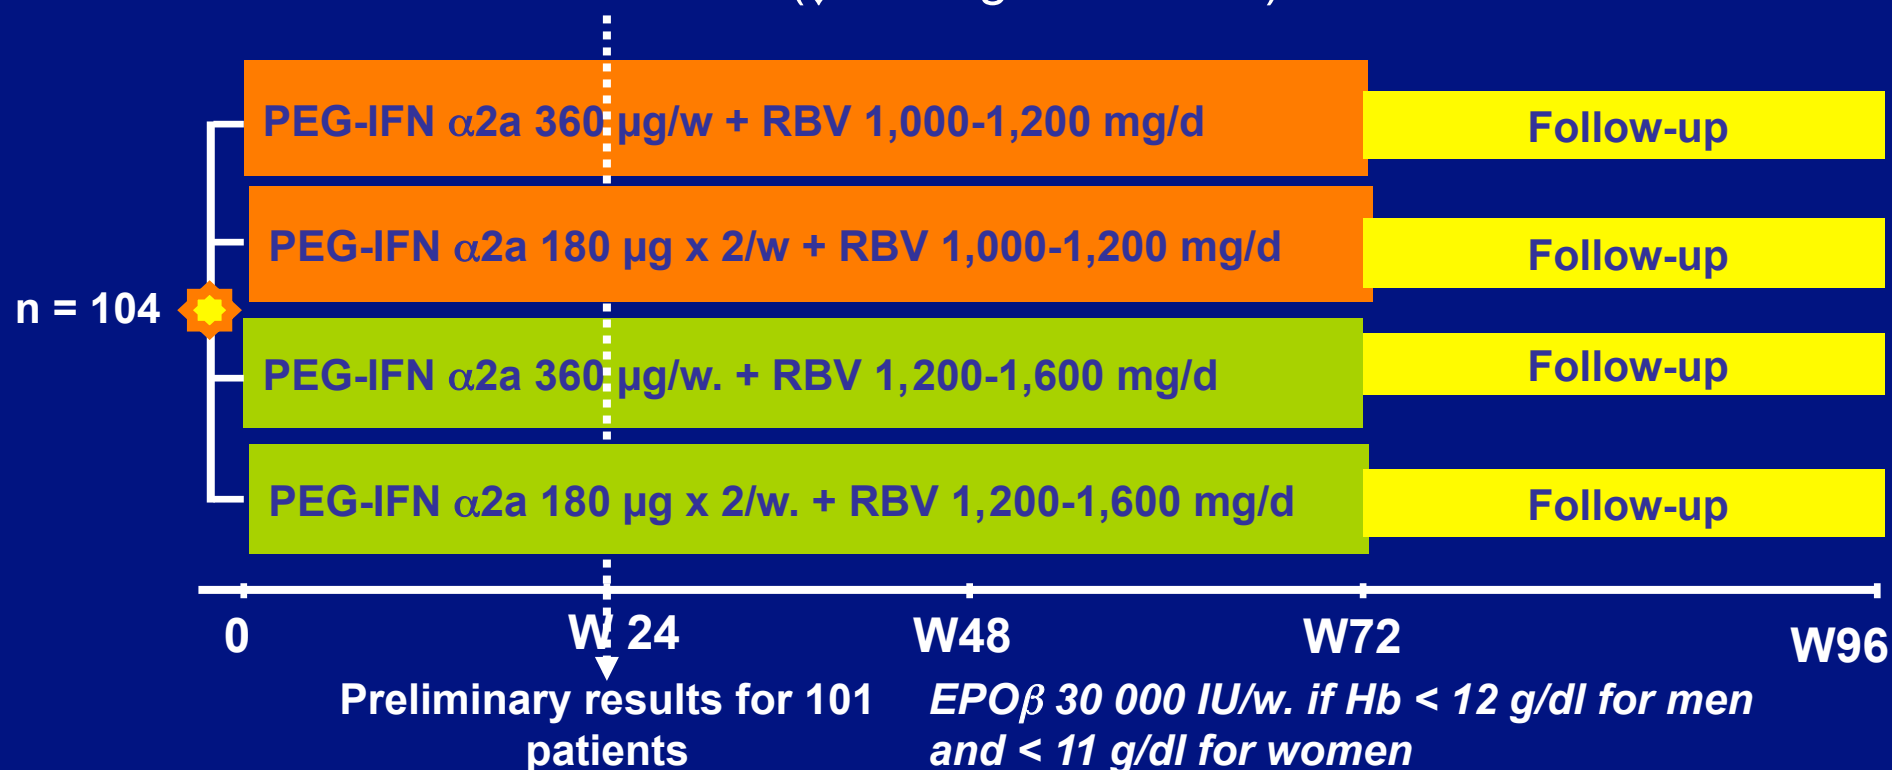 PEG-IFN α2a 360 µg/w + RBV 1,000-1,200 mg/d
Follow-up
PEG-IFN α2a 180 µg x 2/w + RBV 1,000-1,200 mg/d
Follow-up
n = 104
PEG-IFN α2a 360 µg/w. + RBV 1,200-1,600 mg/d
Follow-up
PEG-IFN α2a 180 µg x 2/w. + RBV 1,200-1,600 mg/d
Follow-up
0 W 24 W48 W72 W96
Preliminary results for 101
patients
EPOβ 30 000 IU/w. if Hb < 12 g/dl for men
and < 11 g/dl for women